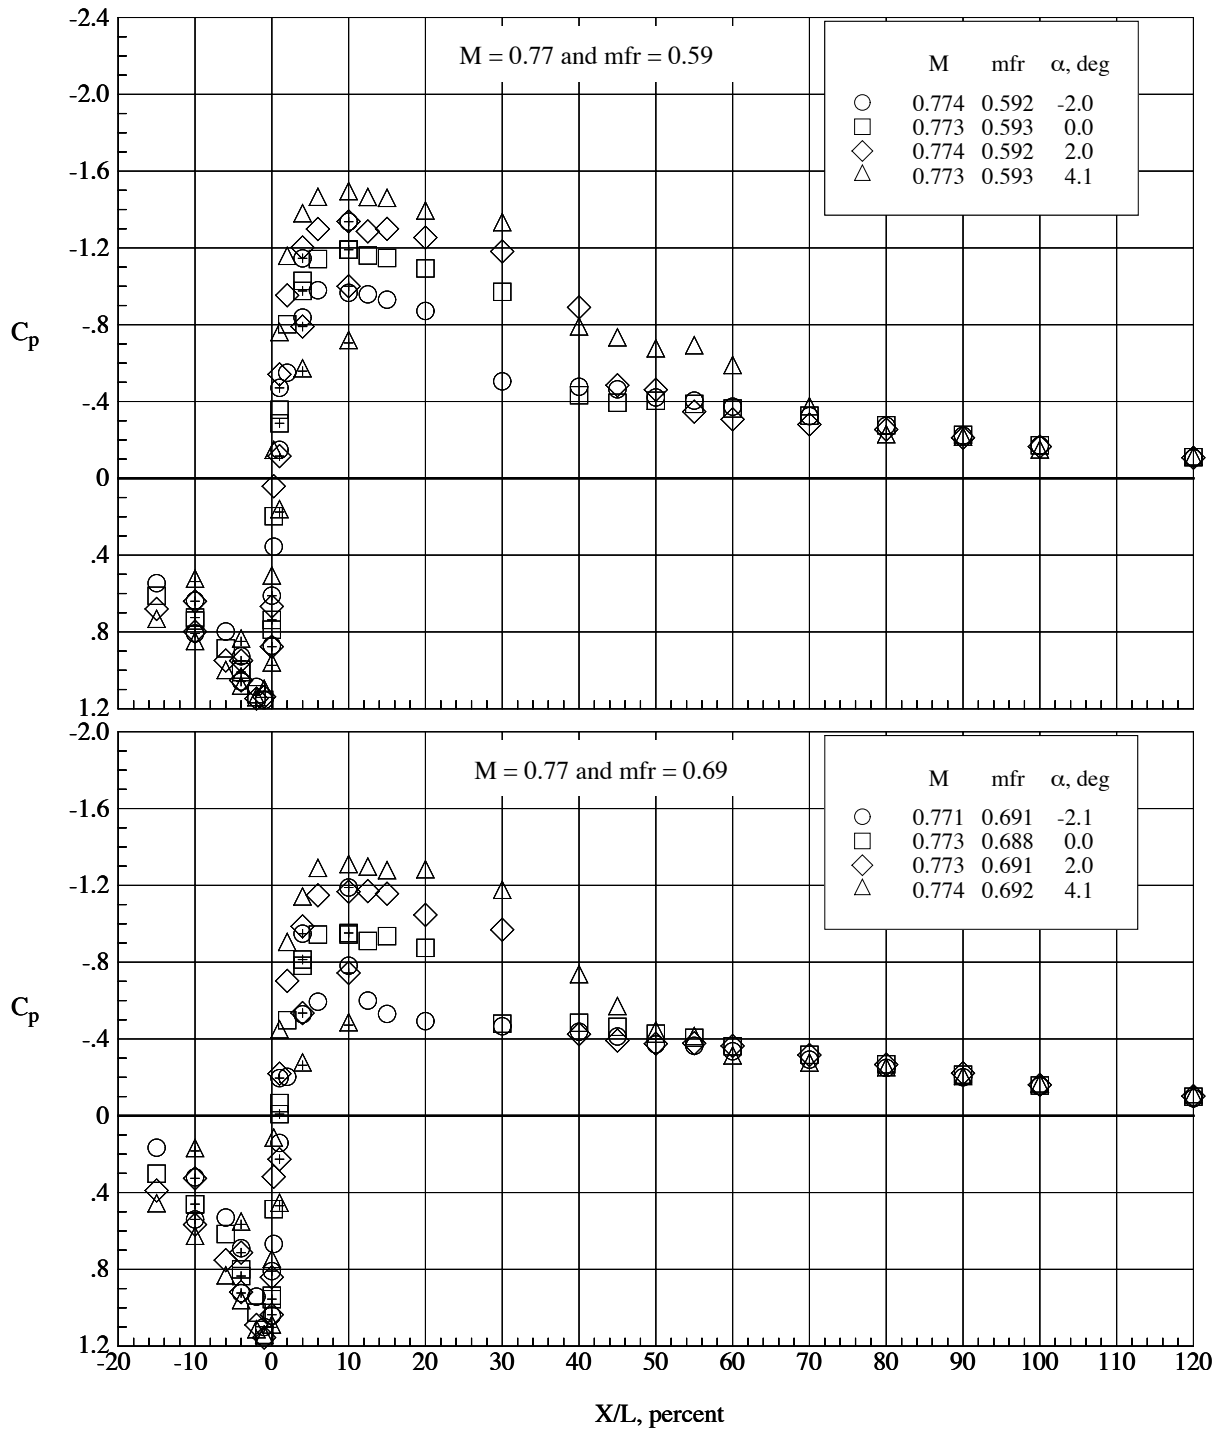 -2.4
M = 0.77 and mfr = 0.59
M mfr α, deg
0.774 0.592 -2.0
0.773 0.593 0.0
0.774 0.592 2.0
0.773 0.593 4.1
-2.0
-1.6
-1.2
-.8
Cp
-.4
0
.4
.8
1.2
-2.0
M = 0.77 and mfr = 0.69
M mfr α, deg
0.771 0.691 -2.1
0.773 0.688 0.0
0.773 0.691 2.0
0.774 0.692 4.1
-1.6
-1.2
-.8
Cp
-.4
0
.4
.8
1.2
-20 -10 0 10 20 30 40 50 60 70 80 90 100 110 120
X/L, percent